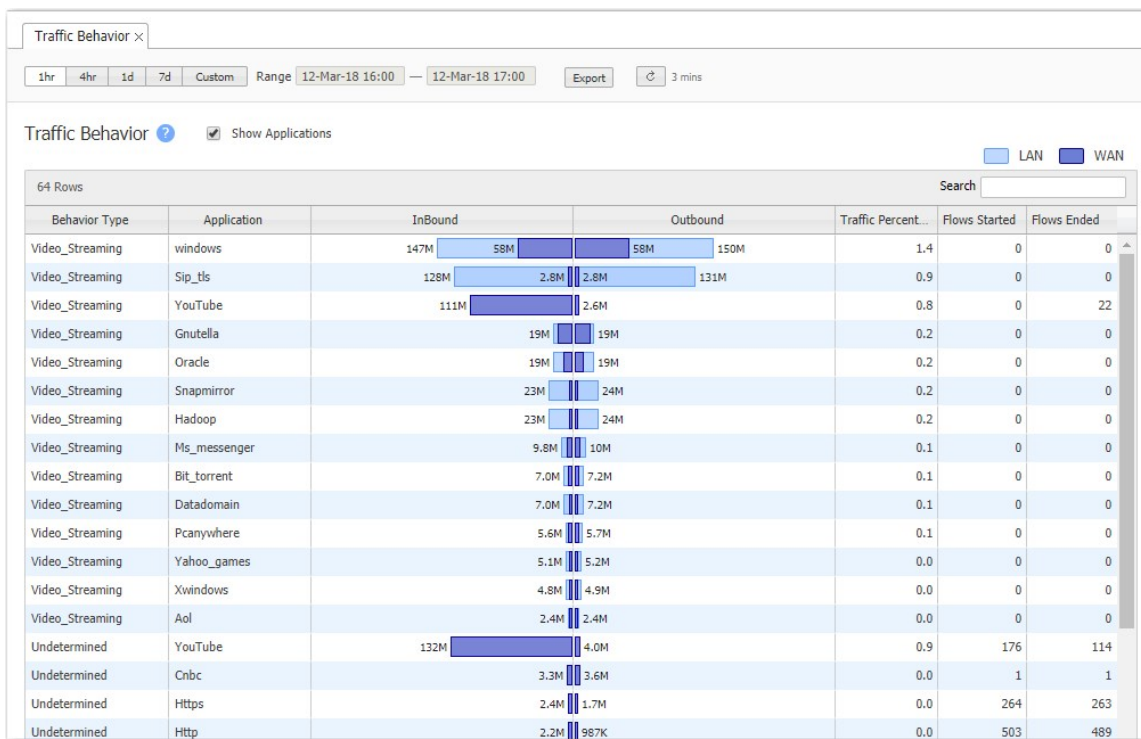 Traffic Behavior ×
1hr 4hr 1d 7d Custom Range 12-Mar-18 16:00 — 12-Mar-18 17:00 Export 3 mins
Traffic Behavior ? Show Applications
LAN WAN
64 Rows Search
Behavior Type Application InBound Outbound Traffic Percent... Flows Started Flows Ended
Video_Streaming windows 147M 58M 58M 150M 1.4 0 0
Video_Streaming Sip_tls 128M 2.8M 2.8M 131M 0.9 0 0
Video_Streaming YouTube 111M 2.6M 0.8 0 22
Video_Streaming Gnutella 19M 19M 0.2 0 0
Video_Streaming Oracle 19M 19M 0.2 0 0
Video_Streaming Snapmirror 23M 24M 0.2 0 0
Video_Streaming Hadoop 23M 24M 0.2 0 0
Video_Streaming Ms_messenger 9.8M 10M 0.1 0 0
Video_Streaming Bit_torrent 7.0M 7.2M 0.1 0 0
Video_Streaming Datadomain 7.0M 7.2M 0.1 0 0
Video_Streaming Pcanywhere 5.6M 5.7M 0.1 0 0
Video_Streaming Yahoo_games 5.1M 5.2M 0.0 0 0
Video_Streaming Xwindows 4.8M 4.9M 0.0 0 0
Video_Streaming Aol 2.4M 2.4M 0.0 0 0
Undetermined YouTube 132M 4.0M 0.9 176 114
Undetermined Cnbc 3.3M 3.6M 0.0 1 1
Undetermined Https 2.4M 1.7M 0.0 264 263
Undetermined Http 2.2M 987K 0.0 503 489